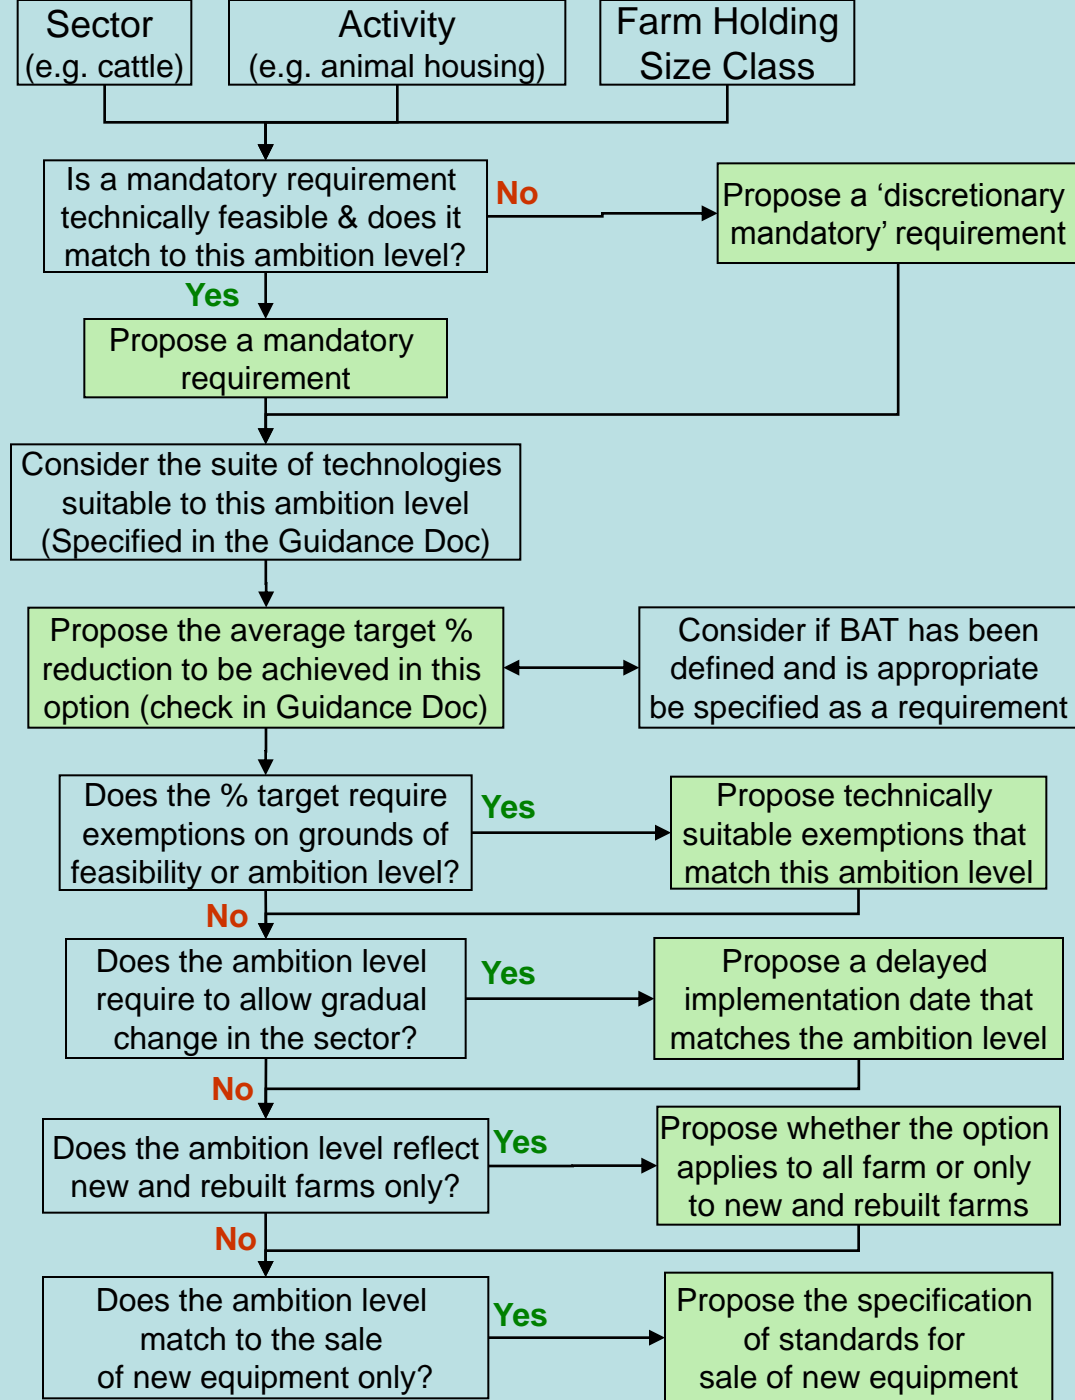 Sector
(e.g. cattle)
Activity
(e.g. animal housing)
Farm Holding
Size Class
Is a mandatory requirement
technically feasible & does it
match to this ambition level?
No
Propose a ‘discretionary
mandatory’ requirement
Yes
Propose a mandatory
requirement
Consider the suite of technologies
suitable to this ambition level
(Specified in the Guidance Doc)
Propose the average target %
reduction to be achieved in this
option (check in Guidance Doc)
Consider if BAT has been
defined and is appropriate
be specified as a requirement
Does the % target require
exemptions on grounds of
feasibility or ambition level?
Yes
Propose technically
suitable exemptions that
match this ambition level
No
Does the ambition level
require to allow gradual
change in the sector?
Yes
Propose a delayed
implementation date that
matches the ambition level
No
Does the ambition level reflect
new and rebuilt farms only?
Yes
Propose whether the option
applies to all farm or only
to new and rebuilt farms
No
Does the ambition level
match to the sale
of new equipment only?
Yes
Propose the specification
of standards for
sale of new equipment